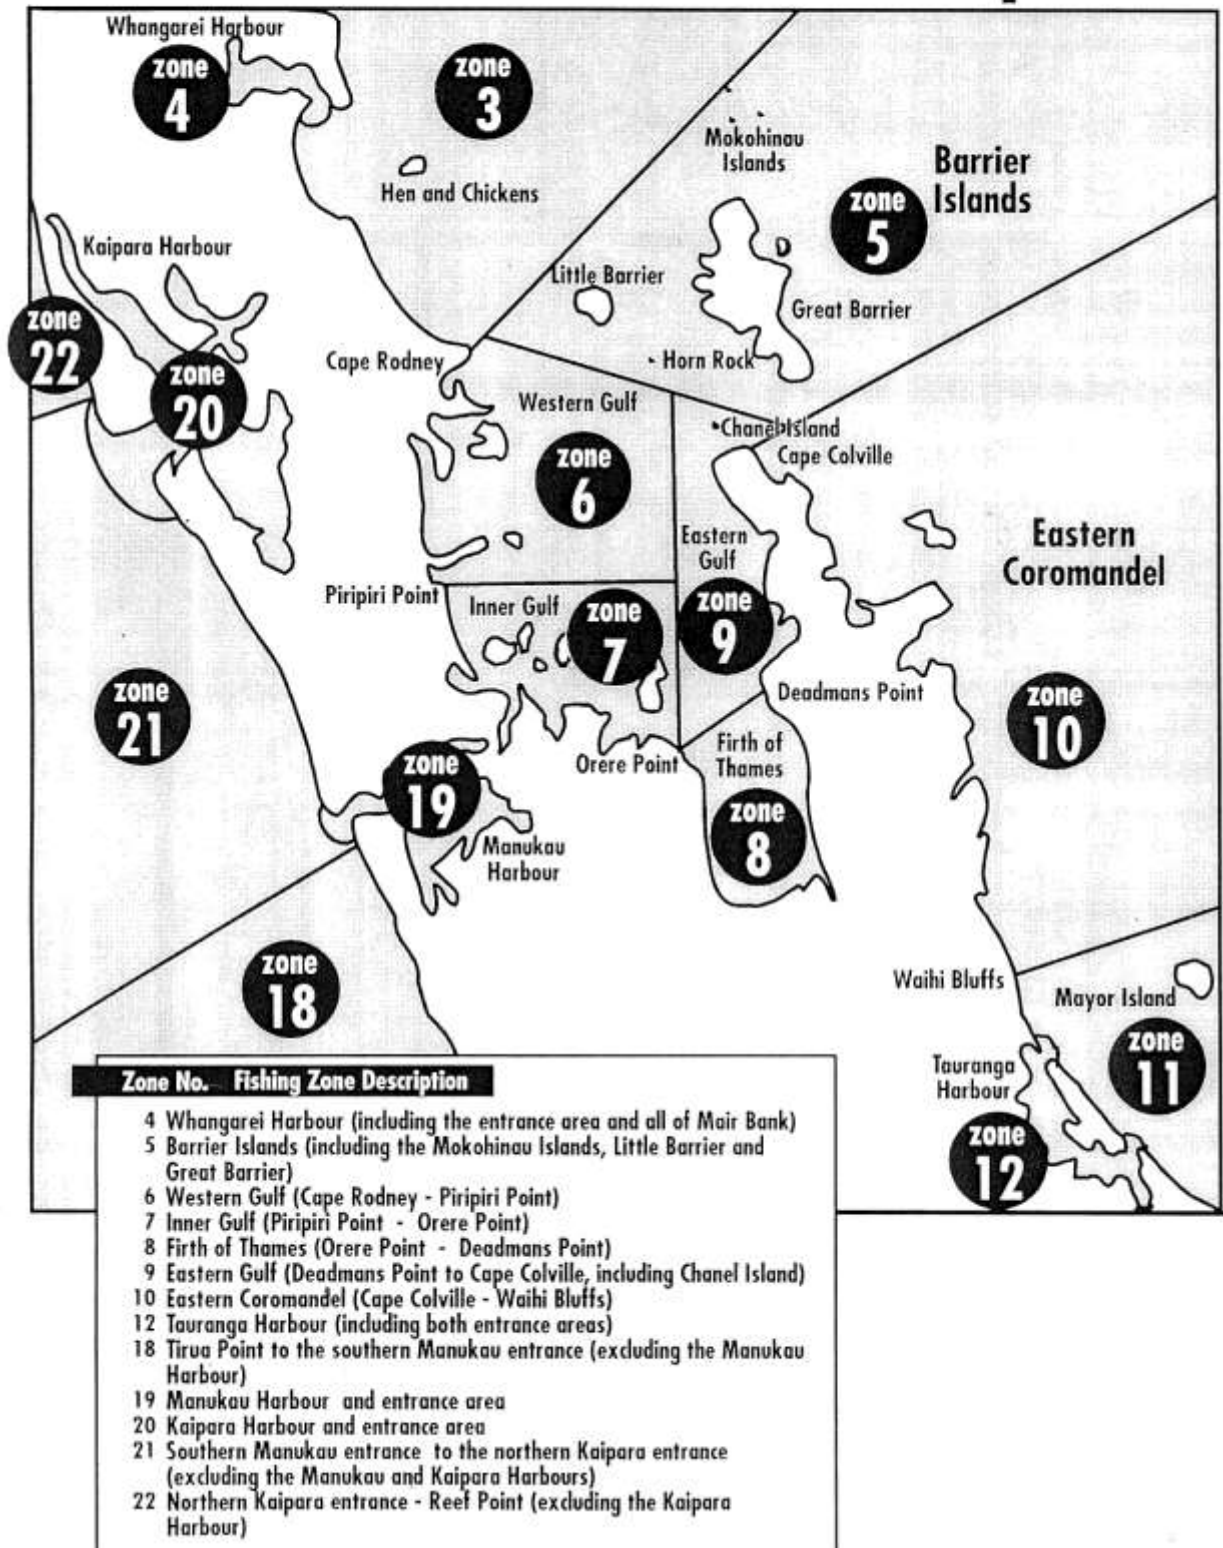 Whangarei Harbour
zone
4
zone
3
Hen and Chickens
Mokohinau
Islands
Barrier
Islands
zone
5
Kaipara Harbour
Little Barrier
Great Barrier
zone
22
zone
20
Cape Rodney
Horn Rock
Western Gulf
Chanel Island
Cape Colville
zone
6
Eastern
Gulf
Eastern
Coromandel
Piripiri Point
Inner Gulf
zone
7
zone
9
Deadmans Point
zone
21
zone
10
Orere Point
Firth of
Thames
zone
19
zone
8
Manukau
Harbour
zone
18
Waihi Bluffs
Mayor Island
zone
11
Tauranga
Harbour
zone
12
Zone No. Fishing Zone Description
4 Whangarei Harbour (including the entrance area and all of Mair Bank)
5 Barrier Islands (including the Mokohinau Islands, Little Barrier and
Great Barrier)
6 Western Gulf (Cape Rodney - Piripiri Point)
7 Inner Gulf (Piripiri Point - Orere Point)
8 Firth of Thames (Orere Point - Deadmans Point)
9 Eastern Gulf (Deadmans Point to Cape Colville, including Chanel Island)
10 Eastern Coromandel (Cape Colville - Waihi Bluffs)
12 Tauranga Harbour (including both entrance areas)
18 Tirua Point to the southern Manukau entrance (excluding the Manukau
Harbour)
19 Manukau Harbour and entrance area
20 Kaipara Harbour and entrance area
21 Southern Manukau entrance to the northern Kaipara entrance
(excluding the Manukau and Kaipara Harbours)
22 Northern Kaipara entrance - Reef Point (excluding the Kaipara
Harbour)